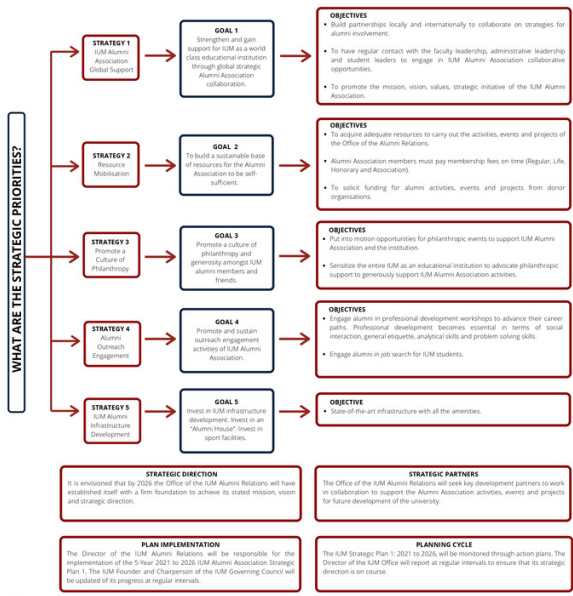 WHAT ARE THE STRATEGIC PRIORITIES?
STRATEGY 1
IUM Alumni
Association
Global Support
GOAL 1
Strengthen and gain
support for IUM as a world
class educational institution
through global strategic
Alumni Association
collaboration.
OBJECTIVES
• Build partnerships locally and internationally to collaborate on strategies for
alumni involvement.
• To have regular contact with the faculty leadership, administrative leadership
and student leaders to engage in IUM Alumni Association collaborative
opportunities.
• To promote the mission, vision, values, strategic initiative of the IUM Alumni
Association.
STRATEGY 2
Resource
Mobilisation
GOAL 2
To build a sustainable base
of resources for the Alumni
Association to be self-
sufficient.
OBJECTIVES
• To acquire adequate resources to carry out the activities, events and projects of
the Office of the Alumni Relations.
• Alumni Association members must pay membership fees on time (Regular, Life,
Honorary and Association).
• To solicit funding for alumni activities, events and projects from donor
organisations.
STRATEGY 3
Promote a
Culture of
Philanthropy
GOAL 3
Promote a culture of
philanthropy and
generosity amongst IUM
alumni members and
friends.
OBJECTIVES
• Put into motion opportunities for philanthropic events to support IUM Alumni
Association and the institution.
• Sensitize the entire IUM as an educational institution to advocate philanthropic
support to generously support IUM Alumni Association activities.
STRATEGY 4
Alumni
Outreach
Engagement
GOAL 4
Promote and sustain
outreach engagement
activities of IUM Alumni
Association.
OBJECTIVES
• Engage alumni in professional development workshops to advance their career
paths. Professional development becomes essential in terms of social
interaction, general etiquette, analytical skills and problem solving skills.
• Engage alumni in job search for IUM students.
STRATEGY 5
IUM Alumni
Infrastructure
Development
GOAL 5
Invest in IUM infrastructure
development. Invest in an
"Alumni House". Invest in
sport facilities.
OBJECTIVE
• State-of-the-art infrastructure with all the amenities.
STRATEGIC DIRECTION
It is envisioned that by 2026 the Office of the IUM Alumni Relations will have
established itself with a firm foundation to achieve its stated mission, vision
and strategic direction.
STRATEGIC PARTNERS
The Office of the IUM Alumni Relations will seek key development partners to work
in collaboration to support the Alumni Association activities, events and projects
for future development of the university.
PLAN IMPLEMENTATION
The Director of the IUM Alumni Relations will be responsible for the
implementation of the 5-Year 2021 to 2026 IUM Alumni Association Strategic
Plan 1. The IUM Founder and Chairperson of the IUM Governing Council will
be updated of its progress at regular intervals.
PLANNING CYCLE
The IUM Strategic Plan 1: 2021 to 2026, will be monitored through action plans. The
Director of the IUM Office will report at regular intervals to ensure that its strategic
direction is on course.